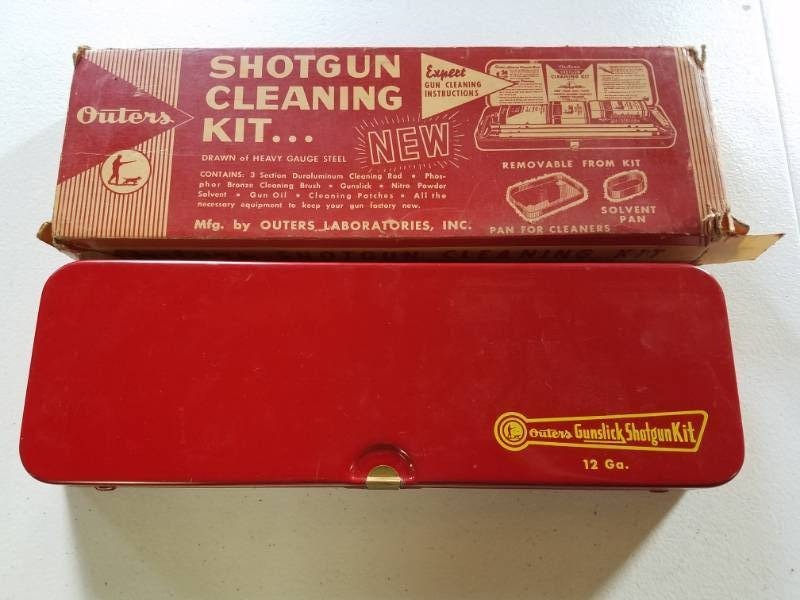 Outers
SHOTGUN
CLEANING
KIT...
DRAWN of HEAVY GAUGE STEEL
CONTAINS: 3 Section Duraluminum Cleaning Rod • Phos-
phor Bronze Cleaning Brush • Gunslick • Nitro Powder
Solvent • Gun Oil • Cleaning Patches • All the
necessary equipment to keep your gun factory new.
Mfg. by OUTERS LABORATORIES, INC.
NEW
Expert
GUN CLEANING
INSTRUCTIONS
CLEANING KIT
REMOVABLE FROM KIT
SOLVENT
PAN
PAN FOR CLEANERS
SHOTGUN CLEANING KIT
Outers Gunslick Shotgun Kit
12 Ga.